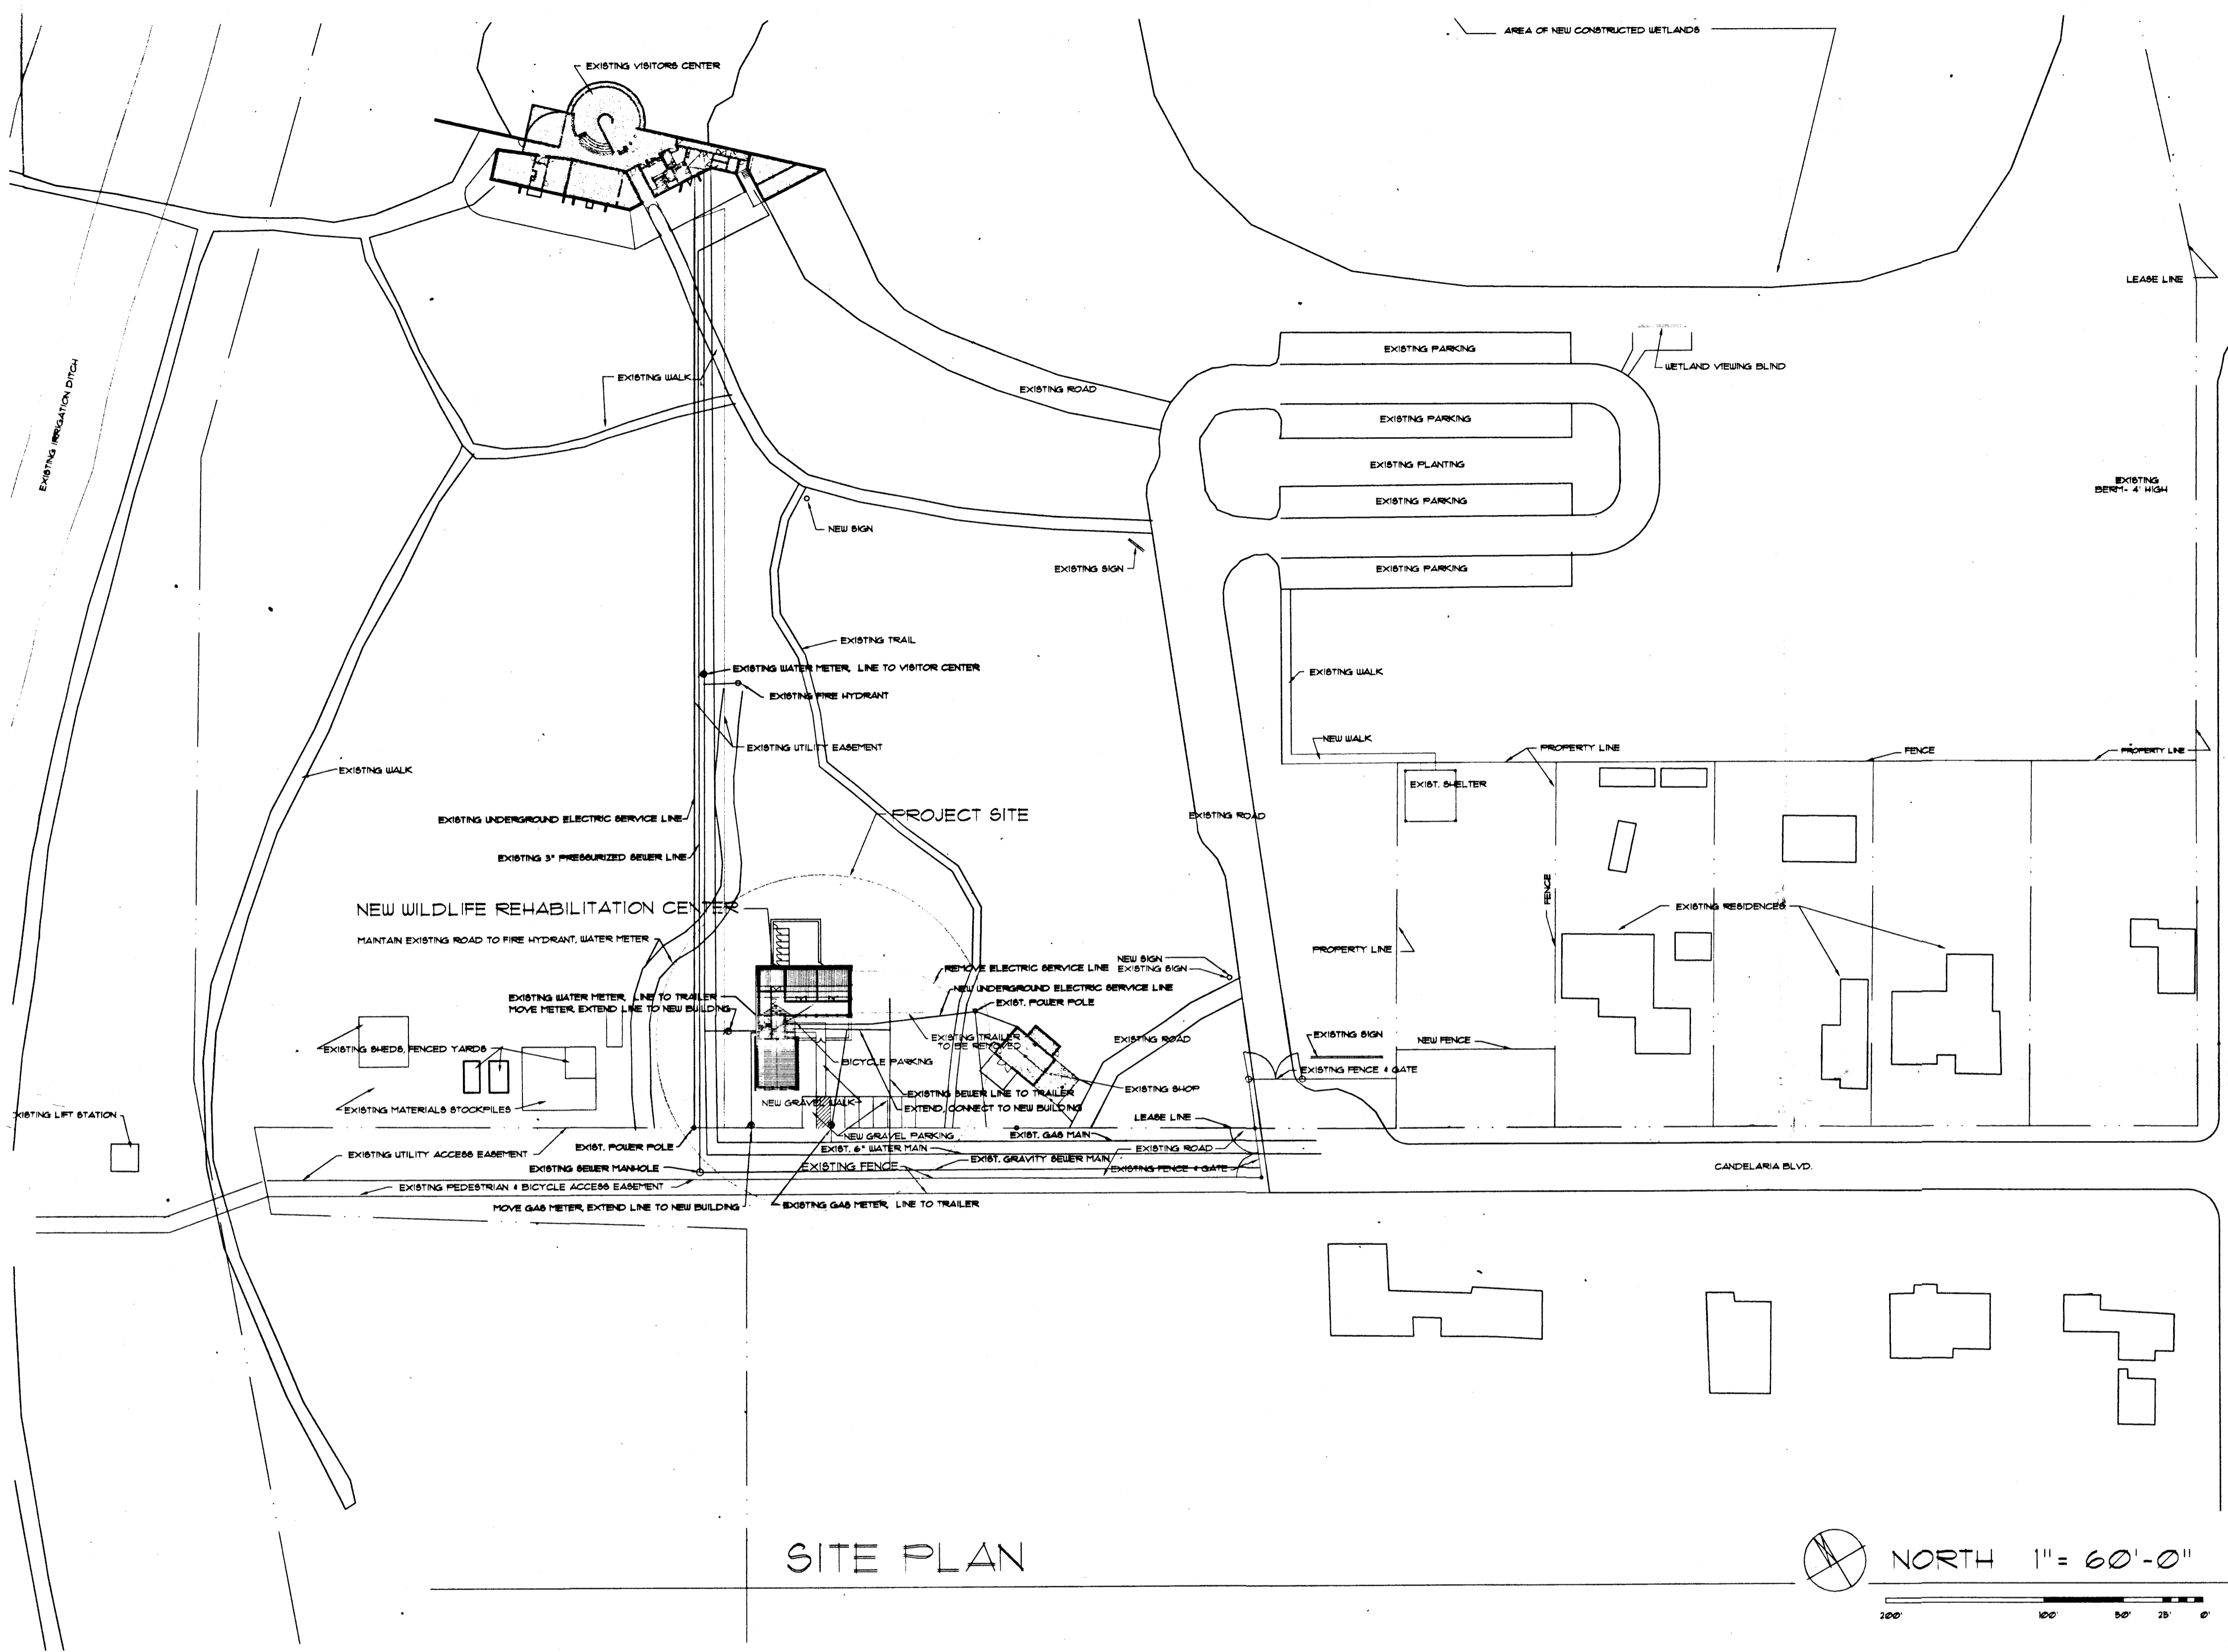 AREA OF NEW CONSTRUCTED WETLANDS
EXISTING VISITORS CENTER
LEASE LINE
EXISTING PARKING
WETLAND VIEWING BLIND
EXISTING WALK
EXISTING ROAD
EXISTING IRRIGATION DITCH
EXISTING PARKING
EXISTING PLANTING
EXISTING
BERM- 4' HIGH
EXISTING PARKING
NEW SIGN
EXISTING SIGN
EXISTING PARKING
EXISTING TRAIL
EXISTING WATER METER, LINE TO VISITOR CENTER
EXISTING WALK
EXISTING FIRE HYDRANT
NEW WALK
EXISTING UTILITY EASEMENT
PROPERTY LINE
FENCE
PROPERTY LINE
EXISTING WALK
EXIST. SHELTER
EXISTING UNDERGROUND ELECTRIC SERVICE LINE
PROJECT SITE
EXISTING ROAD
EXISTING 3" PRESSURIZED SEWER LINE
FENCE
NEW WILDLIFE REHABILITATION CENTER
EXISTING RESIDENCES
MAINTAIN EXISTING ROAD TO FIRE HYDRANT, WATER METER
PROPERTY LINE
NEW SIGN
REMOVE ELECTRIC SERVICE LINE
EXISTING SIGN
NEW UNDERGROUND ELECTRIC SERVICE LINE
EXISTING WATER METER, LINE TO TRAILER
MOVE METER, EXTEND LINE TO NEW BUILDING
EXIST. POWER POLE
EXISTING TRAILER
TO BE REMOVED
EXISTING ROAD
EXISTING SIGN
NEW FENCE
EXISTING SHEDS, FENCED YARDS
BICYCLE PARKING
EXISTING FENCE & GATE
EXISTING SHOP
EXISTING SEWER LINE TO TRAILER
EXTEND, CONNECT TO NEW BUILDING
NEW GRAVEL WALK
EXISTING MATERIALS STOCKPILES
XISTING LIFT STATION
LEASE LINE
NEW GRAVEL PARKING
EXIST. GAS MAIN
EXIST. POWER POLE
EXIST. 6" WATER MAIN
EXISTING ROAD
EXISTING UTILITY ACCESS EASEMENT
EXIST. GRAVITY SEWER MAIN
EXISTING SEWER MANHOLE
EXISTING FENCE
EXISTING FENCE & GATE
CANDELARIA BLVD.
EXISTING PEDESTRIAN & BICYCLE ACCESS EASEMENT
MOVE GAS METER, EXTEND LINE TO NEW BUILDING
EXISTING GAS METER, LINE TO TRAILER
SITE PLAN
N
NORTH 1" = 60'-0"
200' 100' 50' 25' 0'